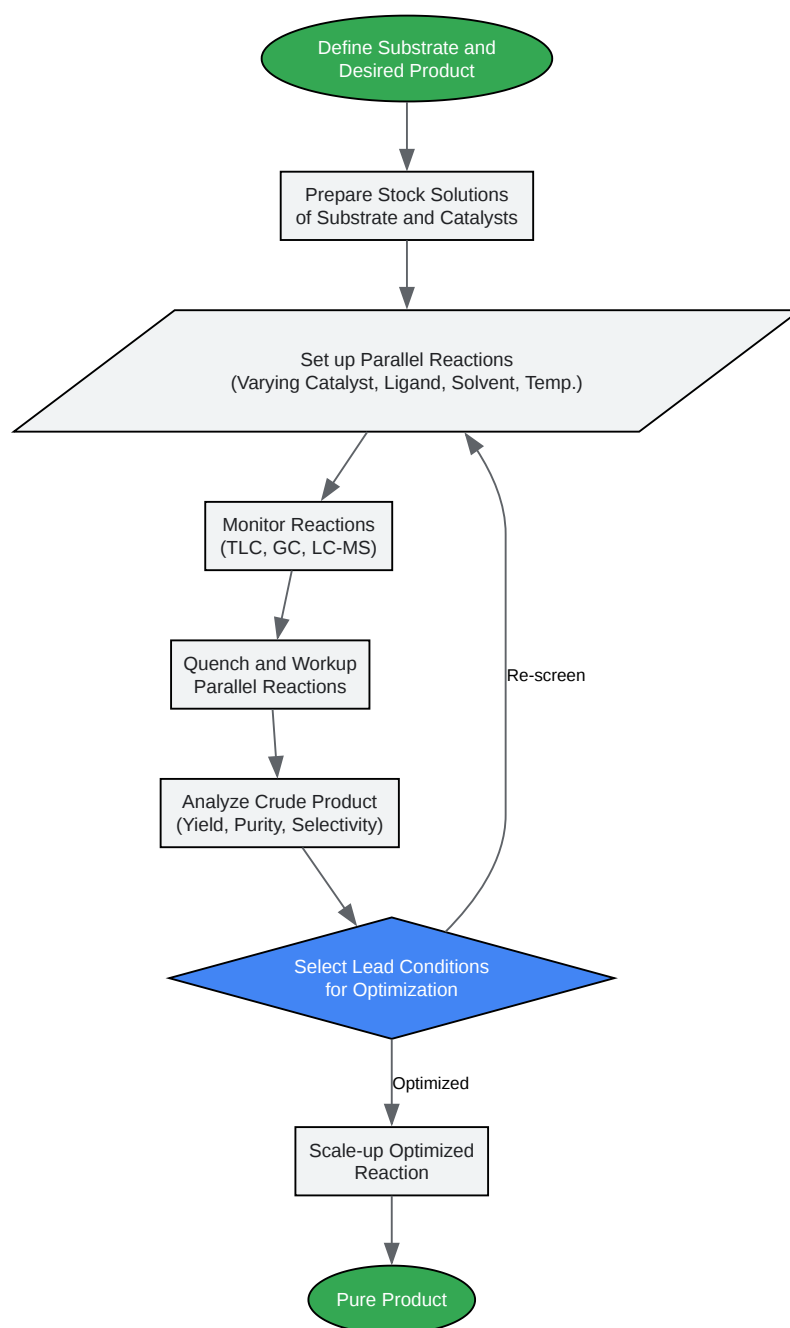 Define Substrate and
Desired Product
Prepare Stock Solutions
of Substrate and Catalysts
Set up Parallel Reactions
(Varying Catalyst, Ligand, Solvent, Temp.)
Monitor Reactions
(TLC, GC, LC-MS)
Quench and Workup
Parallel Reactions
Re-screen
Analyze Crude Product
(Yield, Purity, Selectivity)
Select Lead Conditions
for Optimization
Optimized
Scale-up Optimized
Reaction
Pure Product